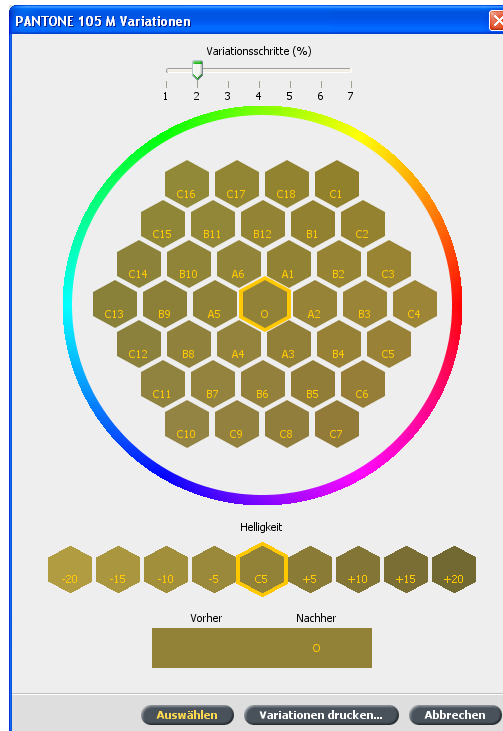 PANTONE 105 M Variationen
Variationsschritte (%)
1 2 3 4 5 6 7
C16 C17 C18 C1
C15 B11 B12 B1 C2
C14 B10 A6 A1 B2 C3
C13 B9 A5 O A2 B3 C4
C12 B8 A4 A3 B4 C5
C11 B7 B6 B5 C6
C10 C9 C8 C7
Helligkeit
-20 -15 -10 -5 C5 +5 +10 +15 +20
Vorher Nachher
O
Auswählen Variationen drucken... Abbrechen